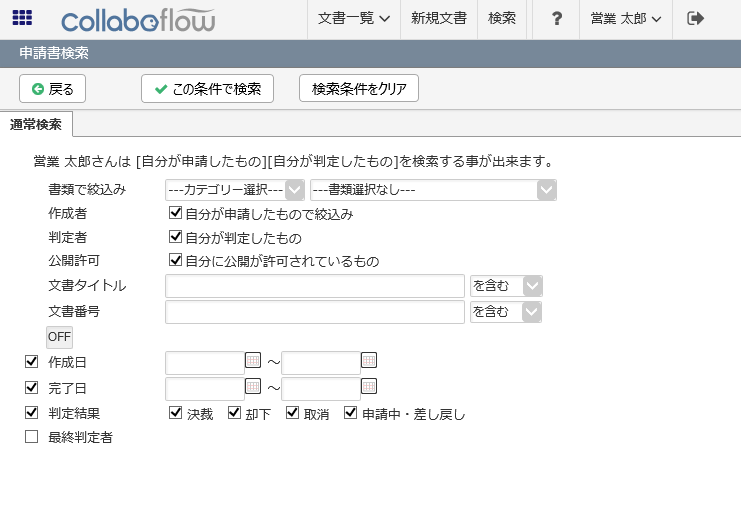 collaboflow 文書一覧 新規文書 検索 ? 営業 太郎
申請書検索
戻る この条件で検索 検索条件をクリア
通常検索
営業 太郎さんは [自分が申請したもの][自分が判定したもの]を検索する事が出来ます。
書類で絞込み ---カテゴリー選択--- ---書類選択なし---
作成者 自分が申請したもので絞込み
判定者 自分が判定したもの
公開許可 自分に公開が許可されているもの
文書タイトル を含む
文書番号 を含む
OFF
作成日 ～
完了日 ～
判定結果 決裁 却下 取消 申請中・差し戻し
最終判定者